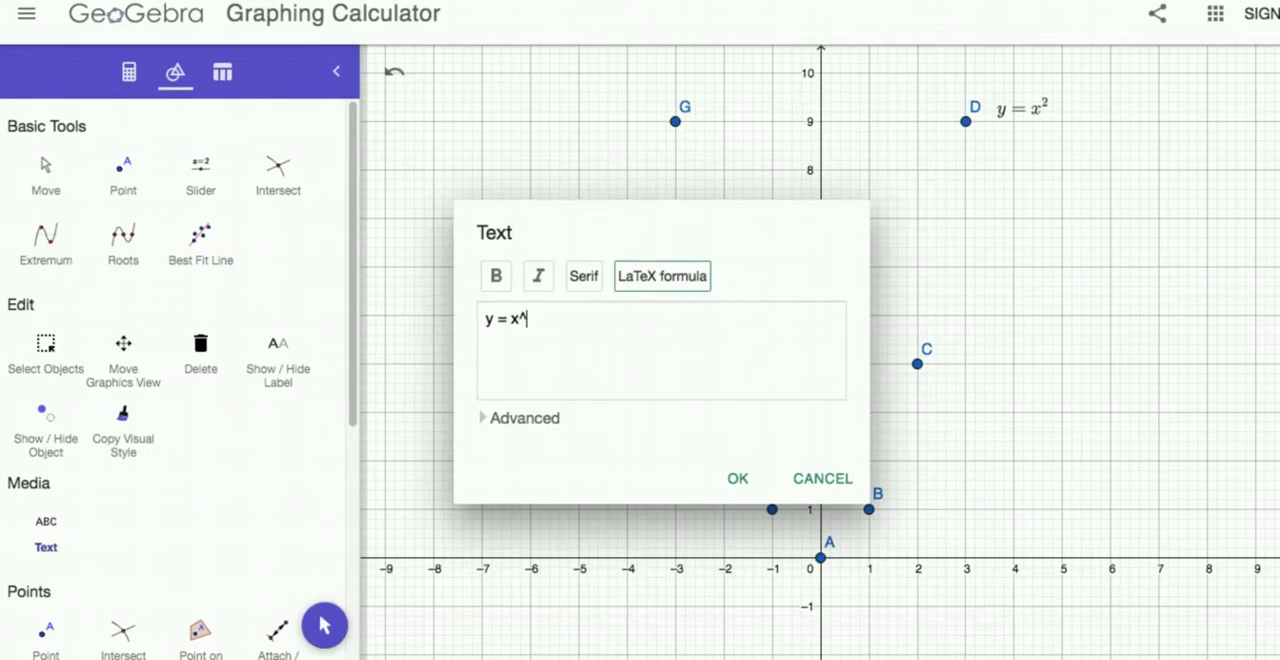 GeoGebra Graphing Calculator
SIGN
Basic Tools
A
a=2
Move Point Slider Intersect
Extremum Roots Best Fit Line
Edit
AA
Select Objects Move Graphics View Delete Show / Hide Label
Show / Hide Object Copy Visual Style
Media
ABC
Text
Points
A
A
Point Intersect Point on Attach /
Text
B I Serif LaTeX formula
y = x^
Advanced
OK CANCEL
G
D y = x²
C
B
A
10
9
8
1
-9 -8 -7 -6 -5 -4 -3 -2 -1 0 1 2 3 4 5 6 7 8 9
-1